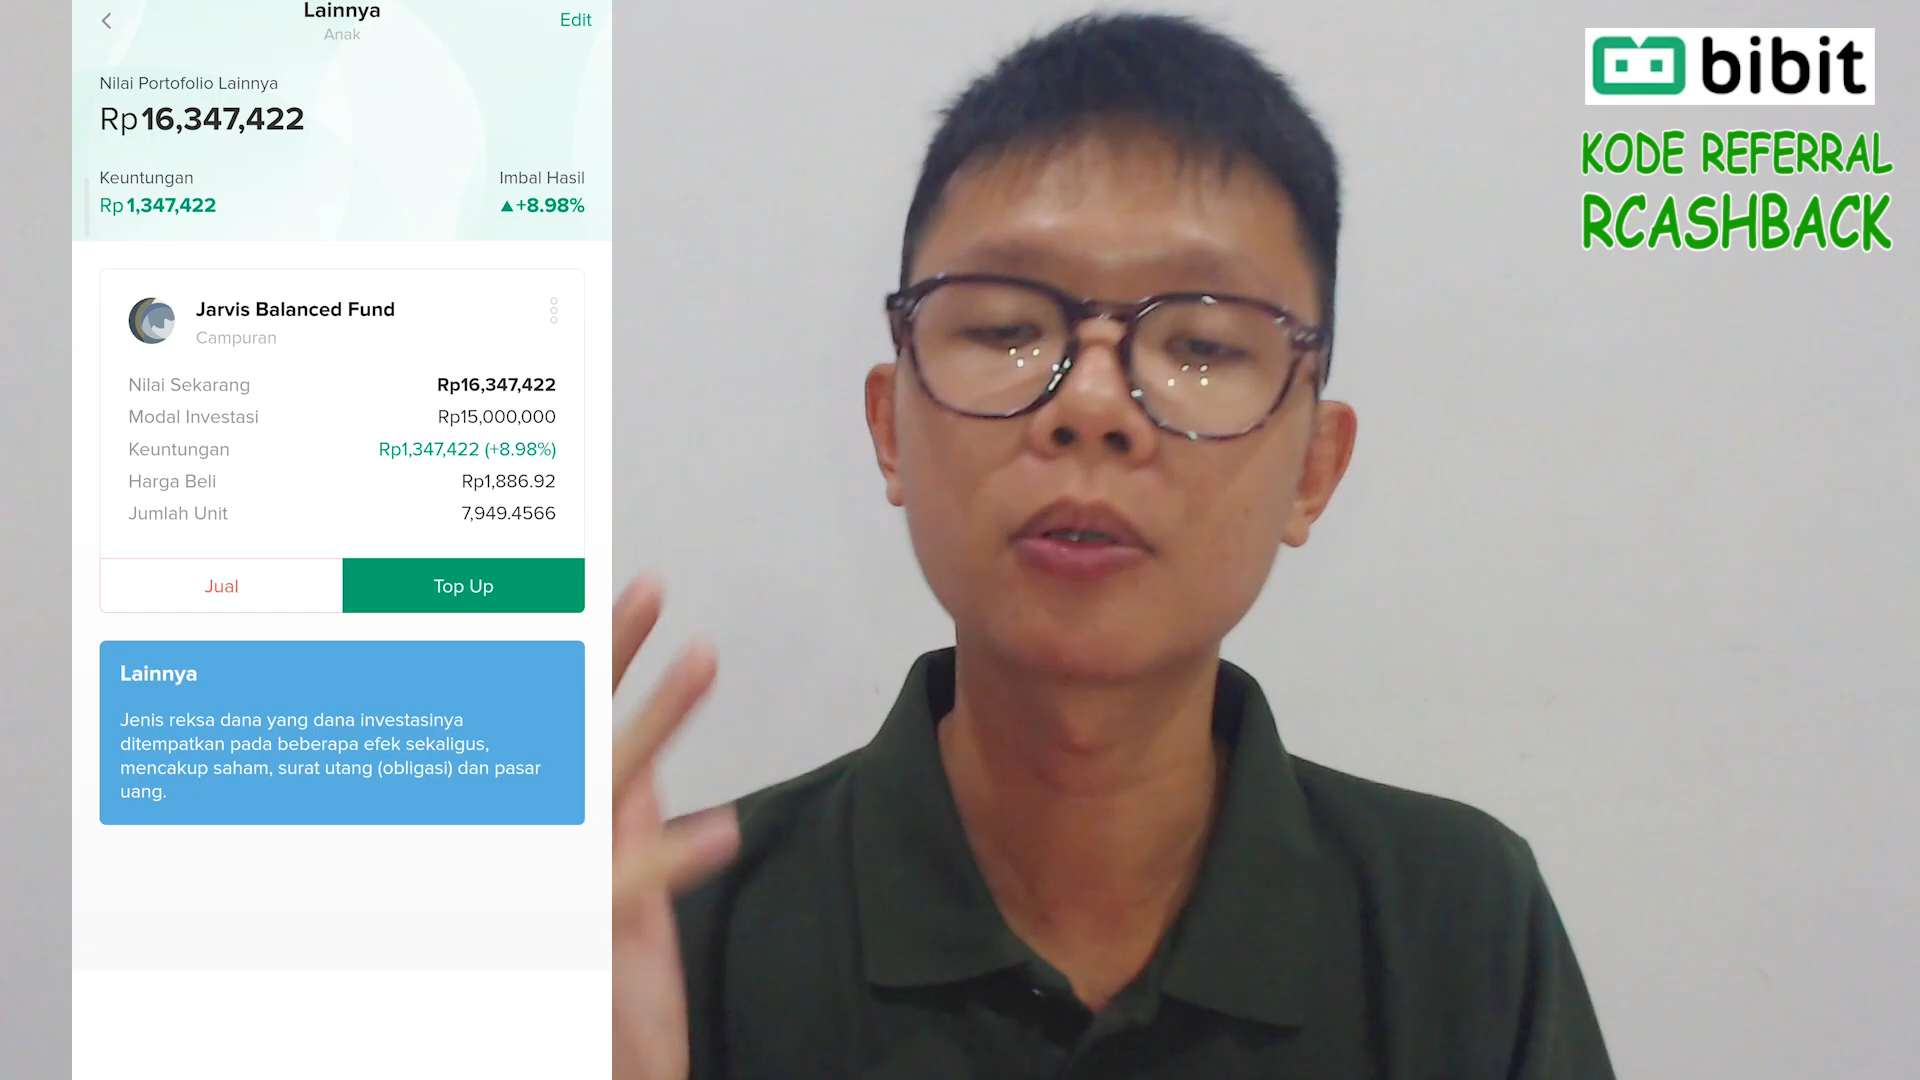 Lainnya
Edit
Anak
Nilai Portofolio Lainnya
Rp16,347,422
Keuntungan
Imbal Hasil
Rp1,347,422
▲+8.98%
Jarvis Balanced Fund
Campuran
Nilai Sekarang
Rp16,347,422
Modal Investasi
Rp15,000,000
Keuntungan
Rp1,347,422 (+8.98%)
Harga Beli
Rp1,886.92
Jumlah Unit
7,949.4566
Jual
Top Up
Lainnya
Jenis reksa dana yang dana investasinya
ditempatkan pada beberapa efek sekaligus,
mencakup saham, surat utang (obligasi) dan pasar
uang.
bibit
KODE REFERRAL
RCASHBACK